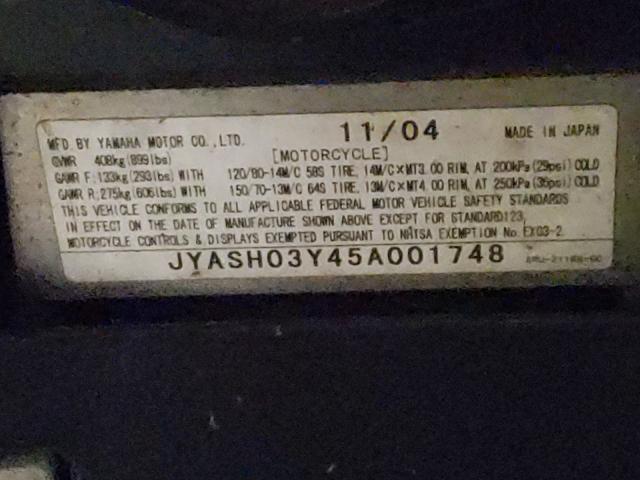 MFD. BY YAMAHA MOTOR CO., LTD. 11/04 MADE IN JAPAN
GVWR 408kg(899lbs) [MOTORCYCLE]
GAWR F:133kg(293lbs) WITH 120/80-14M/C 58S TIRE, 14M/C×MT3.00 RIM, AT 200kPa(29psi) COLD
GAWR R:275kg(606lbs) WITH 150/70-13M/C 64S TIRE, 13M/C×MT4.00 RIM, AT 250kPa(36psi) COLD
THIS VEHICLE CONFORMS TO ALL APPLICABLE FEDERAL MOTOR VEHICLE SAFETY STANDARDS
IN EFFECT ON THE DATE OF MANUFACTURE SHOWN ABOVE EXCEPT FOR STANDARD123,
MOTORCYCLE CONTROLS & DISPLAYS EXEMPTED PURSUANT TO NHTSA EXEMPTION No. EX03-2
JYASH03Y45A001748